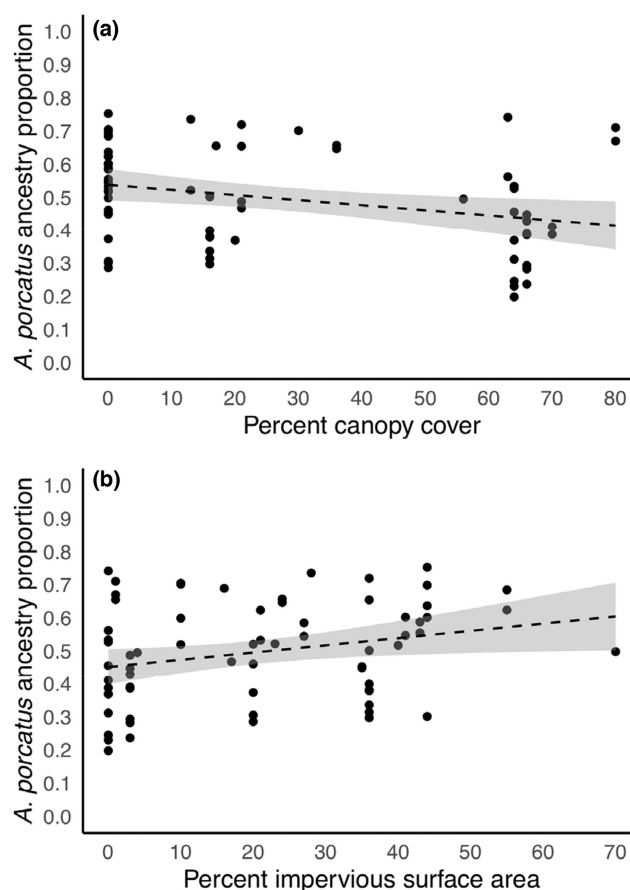 (a)
A. porcatus ancestry proportion
1.0
0.9
0.8
0.7
0.6
0.5
0.4
0.3
0.2
0.1
0.0
0 10 20 30 40 50 60 70 80
Percent canopy cover
(b)
A. porcatus ancestry proportion
1.0
0.9
0.8
0.7
0.6
0.5
0.4
0.3
0.2
0.1
0.0
0 10 20 30 40 50 60 70
Percent impervious surface area